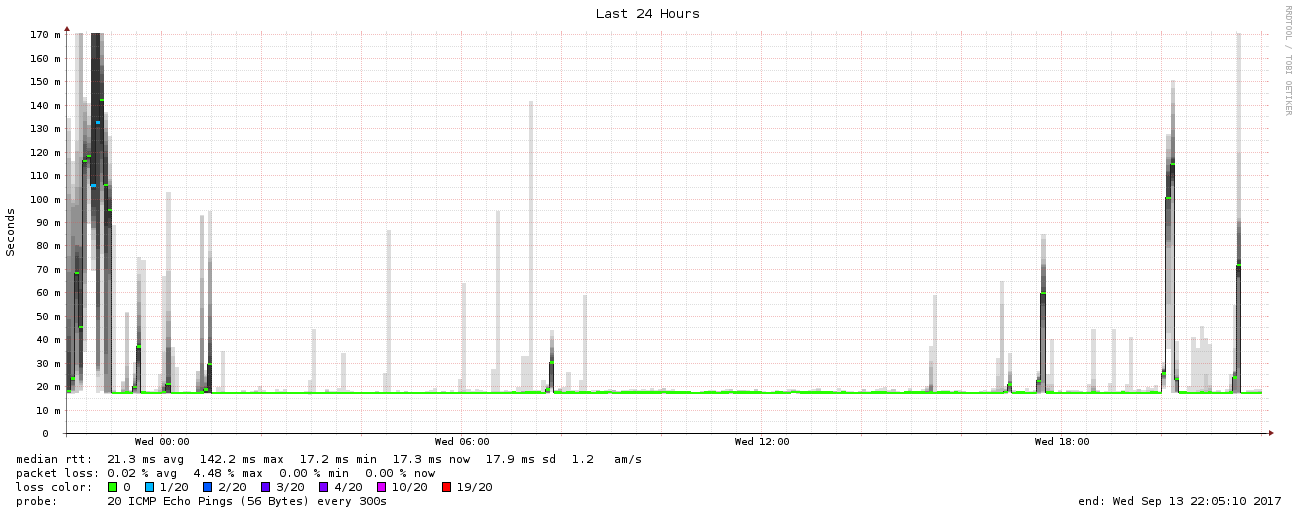 Last 24 Hours
RRDTOOL / TOBI OETIKER
Seconds
170 m
160 m
150 m
140 m
130 m
120 m
110 m
100 m
90 m
80 m
70 m
60 m
50 m
40 m
30 m
20 m
10 m
0
Wed 00:00 Wed 06:00 Wed 12:00 Wed 18:00
median rtt: 21.3 ms avg 142.2 ms max 17.2 ms min 17.3 ms now 17.9 ms sd 1.2 am/s
packet loss: 0.02 % avg 4.48 % max 0.00 % min 0.00 % now
loss color: 0 1/20 2/20 3/20 4/20 10/20 19/20
probe: 20 ICMP Echo Pings (56 Bytes) every 300s end: Wed Sep 13 22:05:10 2017